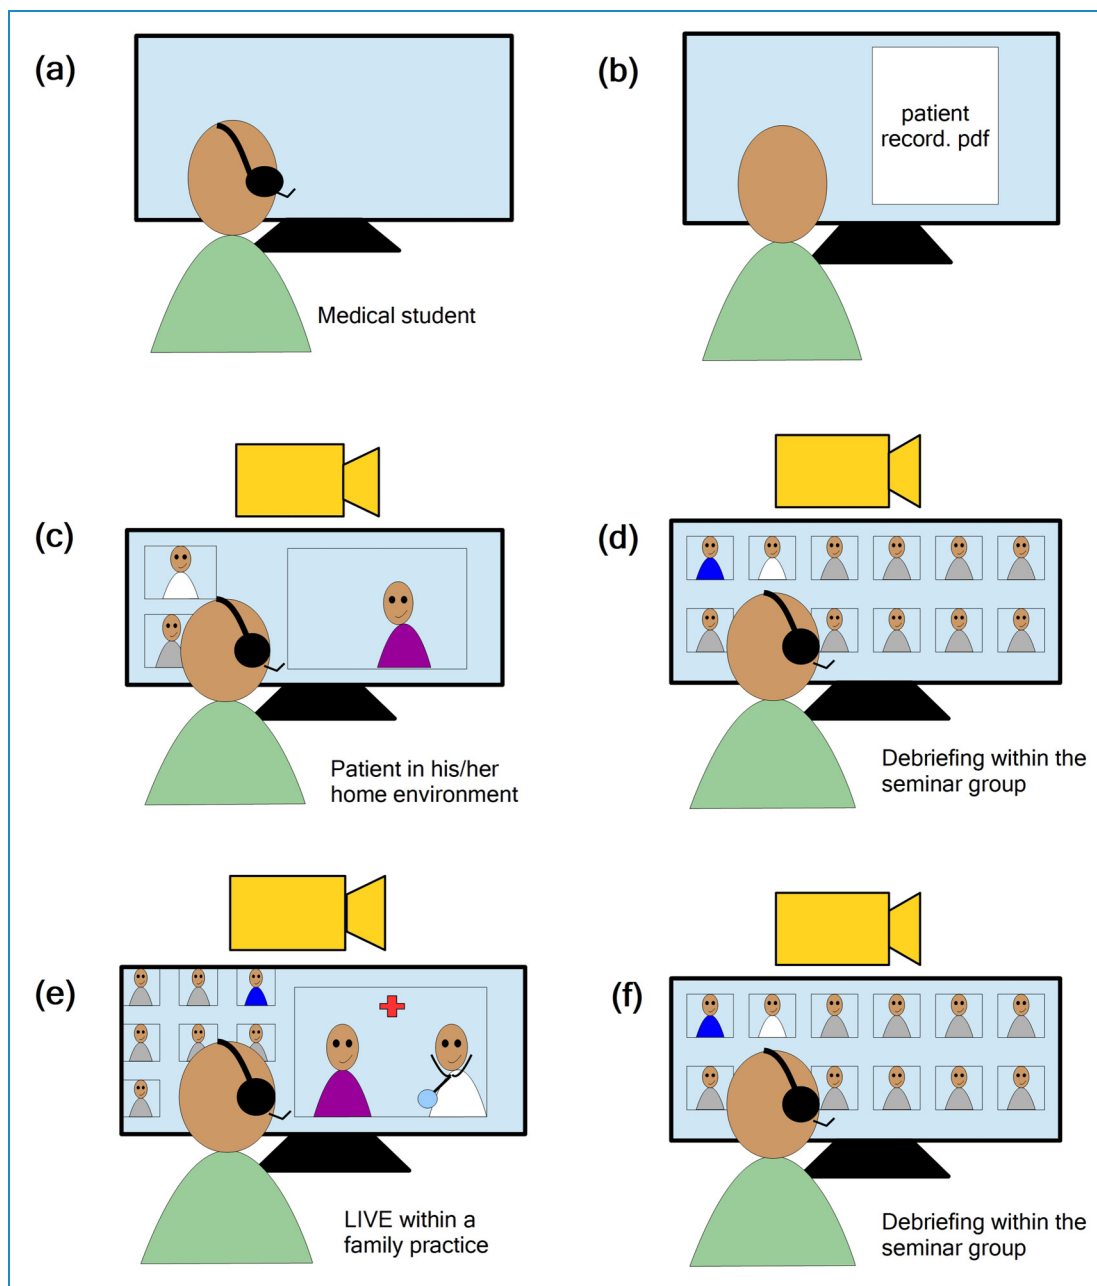 (a)
Medical student
(b)
patient
record. pdf
(c)
Patient in his/her
home environment
(d)
Debriefing within the
seminar group
(e)
LIVE within a
family practice
(f)
Debriefing within the
seminar group